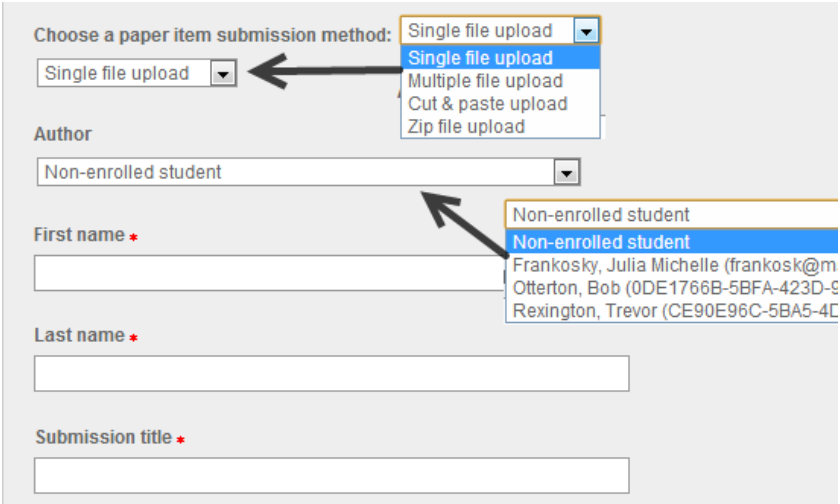 Choose a paper item submission method:
Single file upload
Single file upload
Multiple file upload
Cut & paste upload
Zip file upload
Single file upload
Author
Non-enrolled student
Non-enrolled student
Non-enrolled student
Frankosky, Julia Michelle (frankosk@m
Otterton, Bob (0DE1766B-5BFA-423D-9
Rexington, Trevor (CE90E96C-5BA5-4D
First name *
Last name *
Submission title *